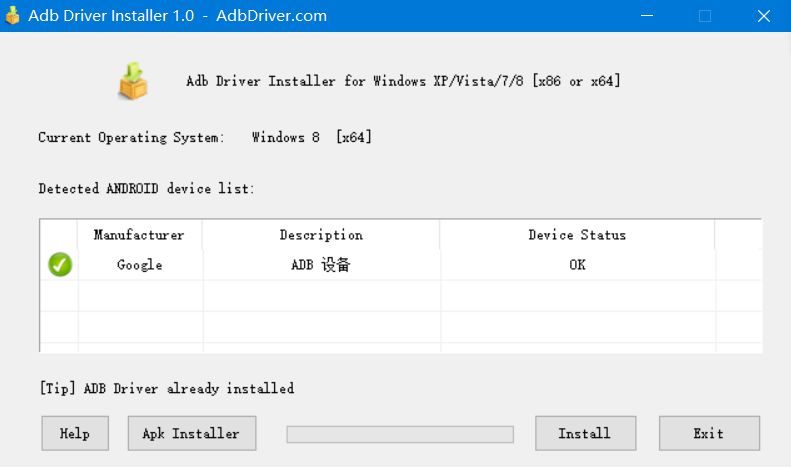 Adb Driver Installer 1.0 - AdbDriver.com
Adb Driver Installer for Windows XP/Vista/7/8 [x86 or x64]
Current Operating System: Windows 8 [x64]
Detected ANDROID device list:
Manufacturer Description Device Status
Google ADB 设备 OK
[Tip] ADB Driver already installed
Help Apk Installer Install Exit